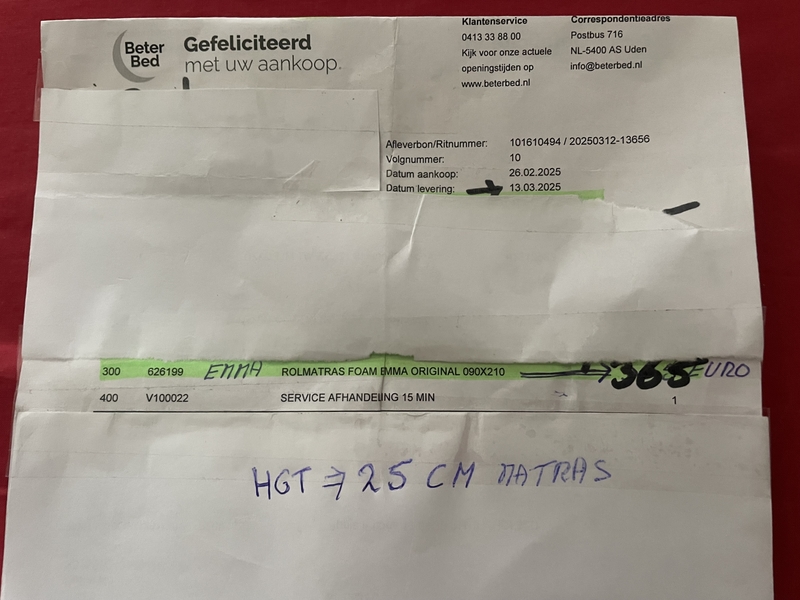 Beter Bed
Gefeliciteerd
met uw aankoop.
Klantenservice
0413 33 88 00
Kijk voor onze actuele
openingstijden op
www.beterbed.nl
Correspondentieadres
Postbus 716
NL-5400 AS Uden
info@beterbed.nl
Afleverbon/Ritnummer: 101610494 / 20250312-13656
Volgnummer: 10
Datum aankoop: 26.02.2025
Datum levering: → 13.03.2025
300 626199 EMMA ROLMATRAS FOAM EMMA ORIGINAL 090X210 → 365 EURO
400 V100022 SERVICE AFHANDELING 15 MIN 1
HGT → 25 CM MATRAS